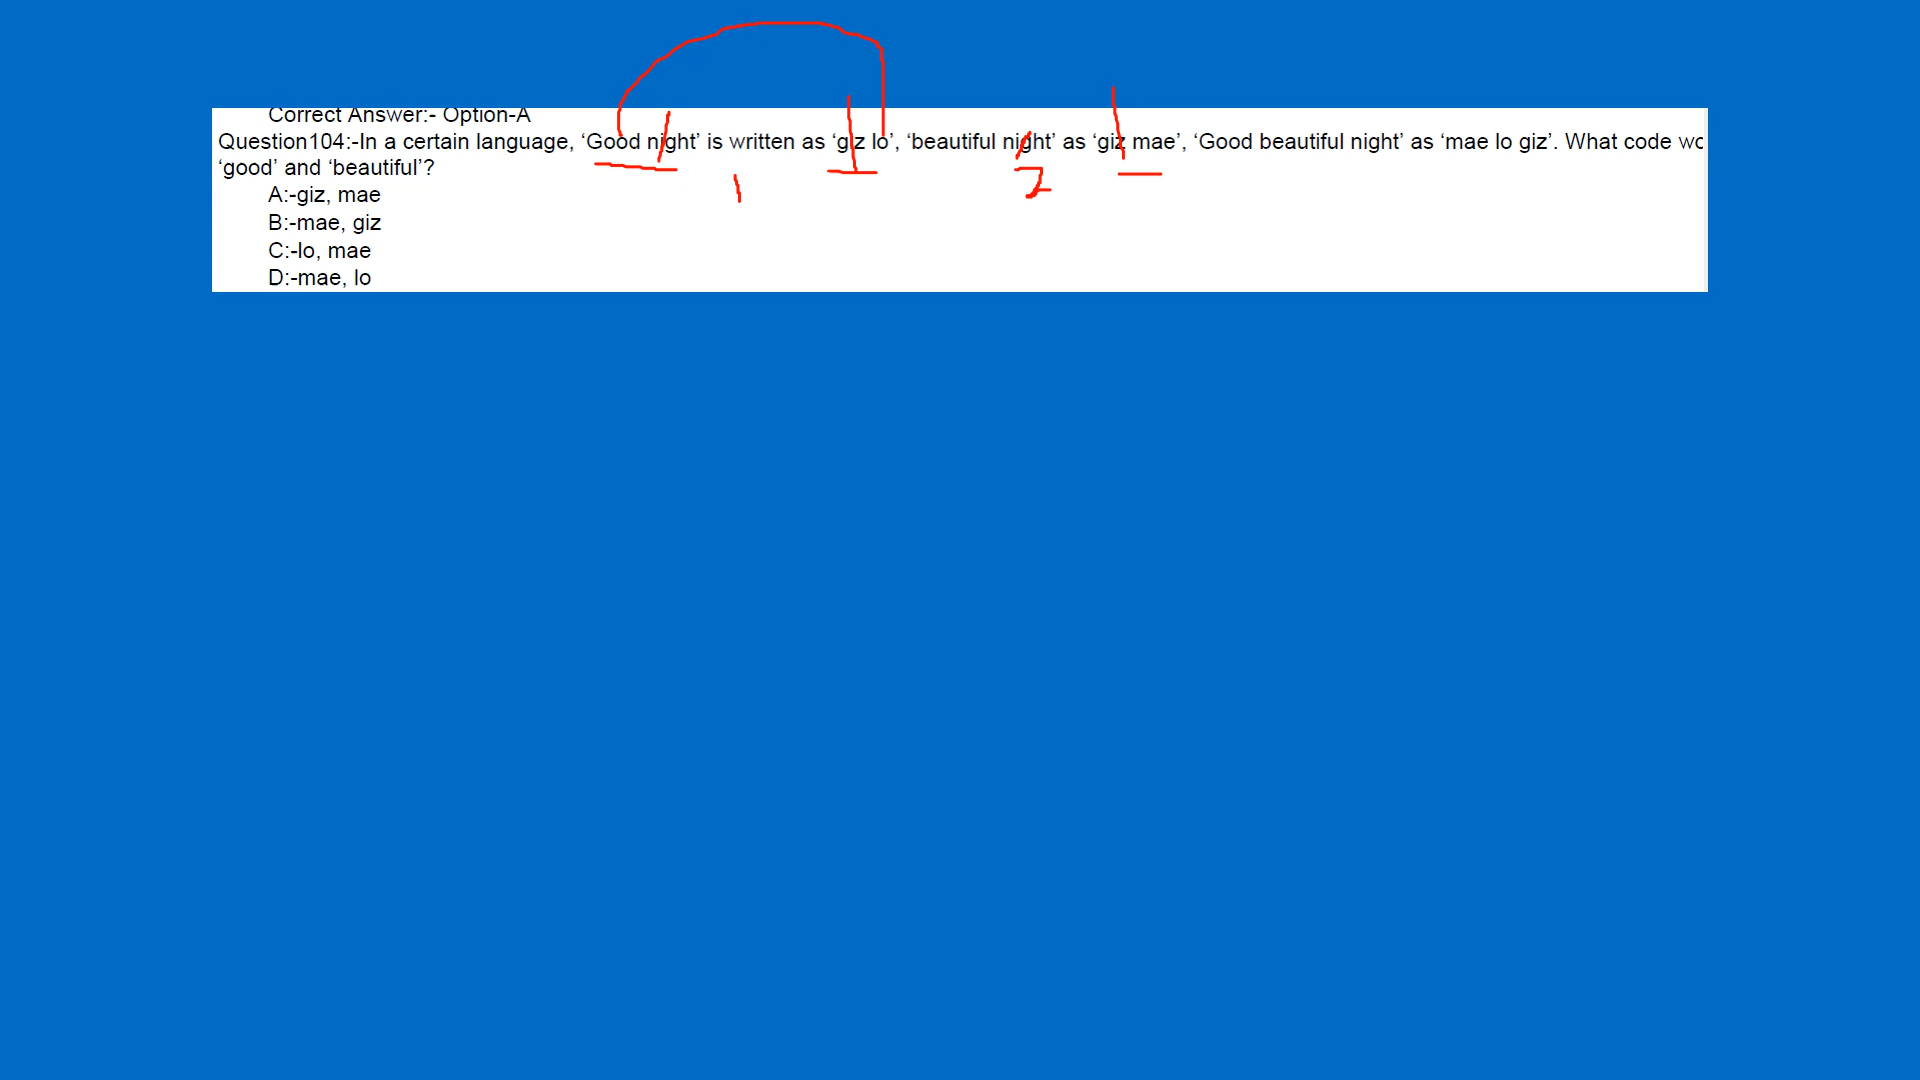 Correct Answer:- Option-A
Question104:-In a certain language, ‘Good night’ is written as ‘giz lo’, ‘beautiful night’ as ‘giz mae’, ‘Good beautiful night’ as ‘mae lo giz’. What code
‘good’ and ‘beautiful’?
A:-giz, mae
B:-mae, giz
C:-lo, mae
D:-mae, lo
1
2